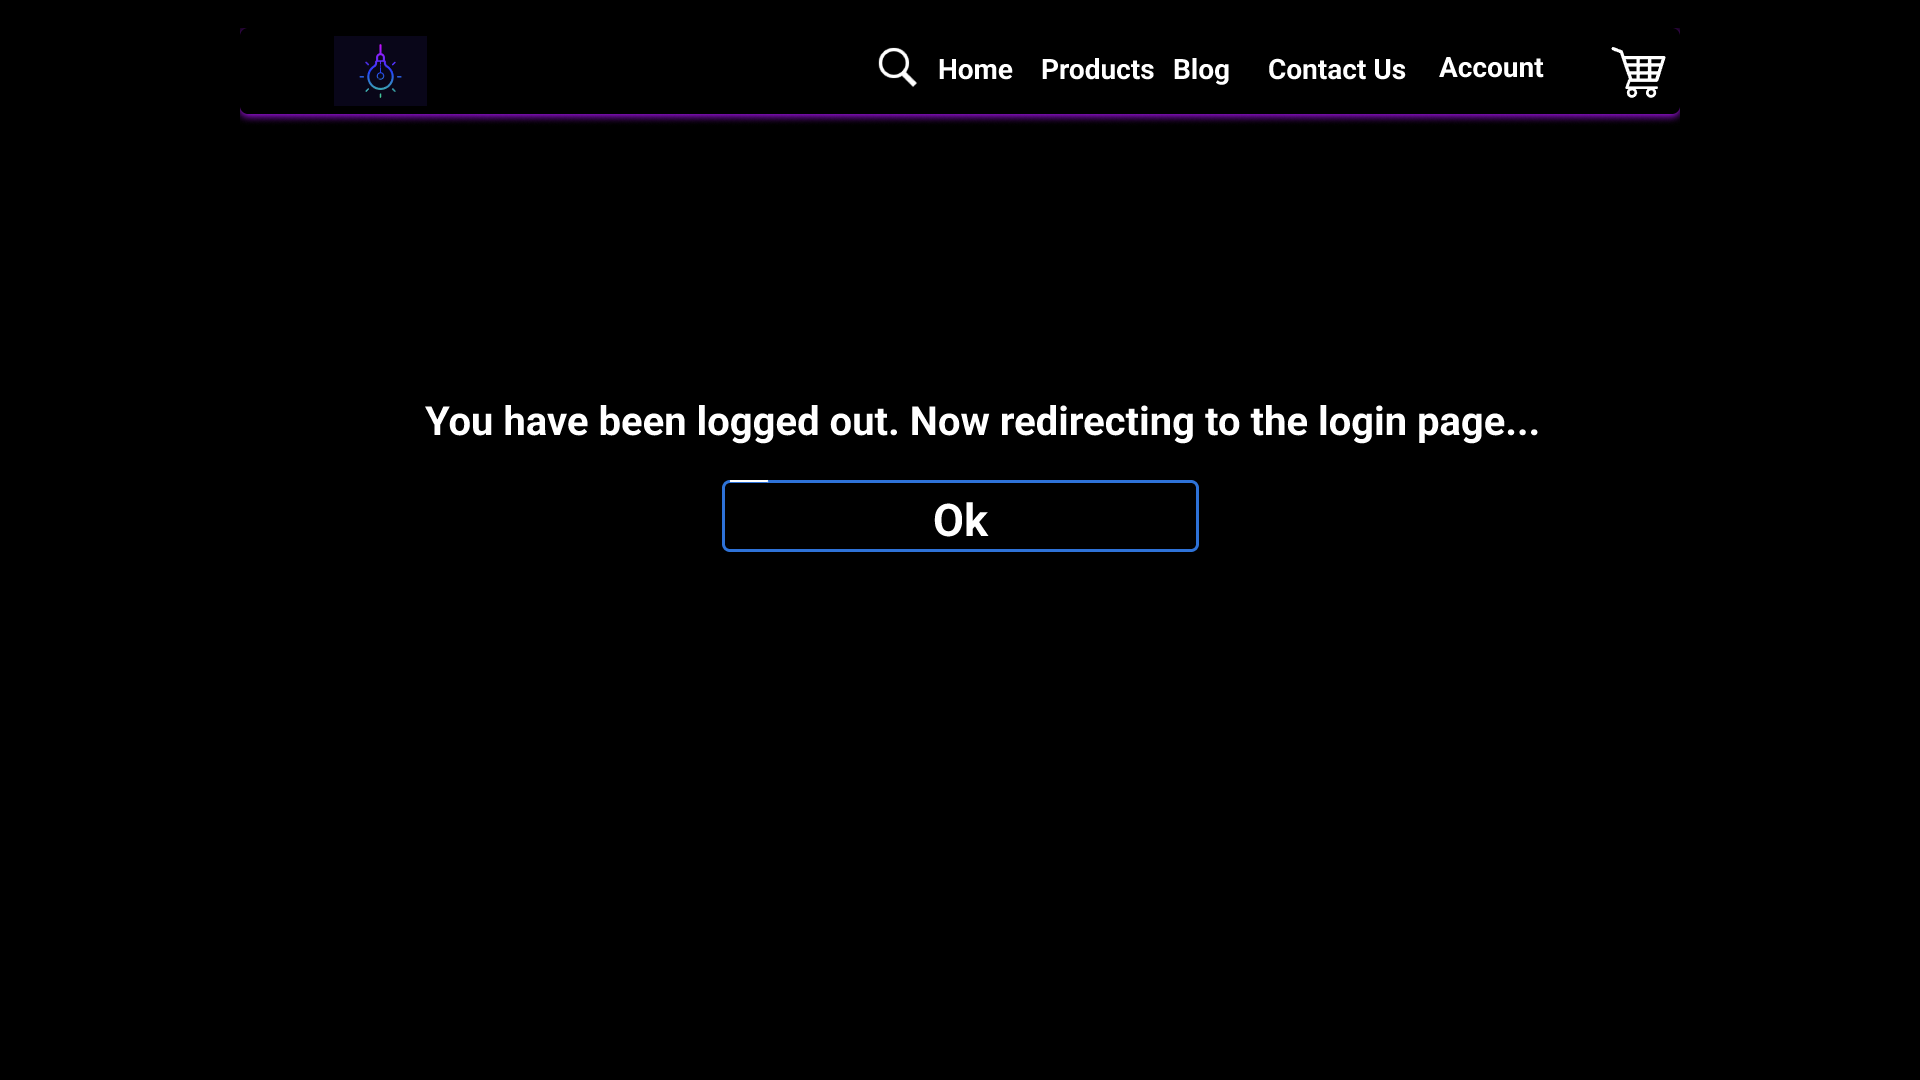 Home Products Blog Contact Us Account
You have been logged out. Now redirecting to the login page...
Ok